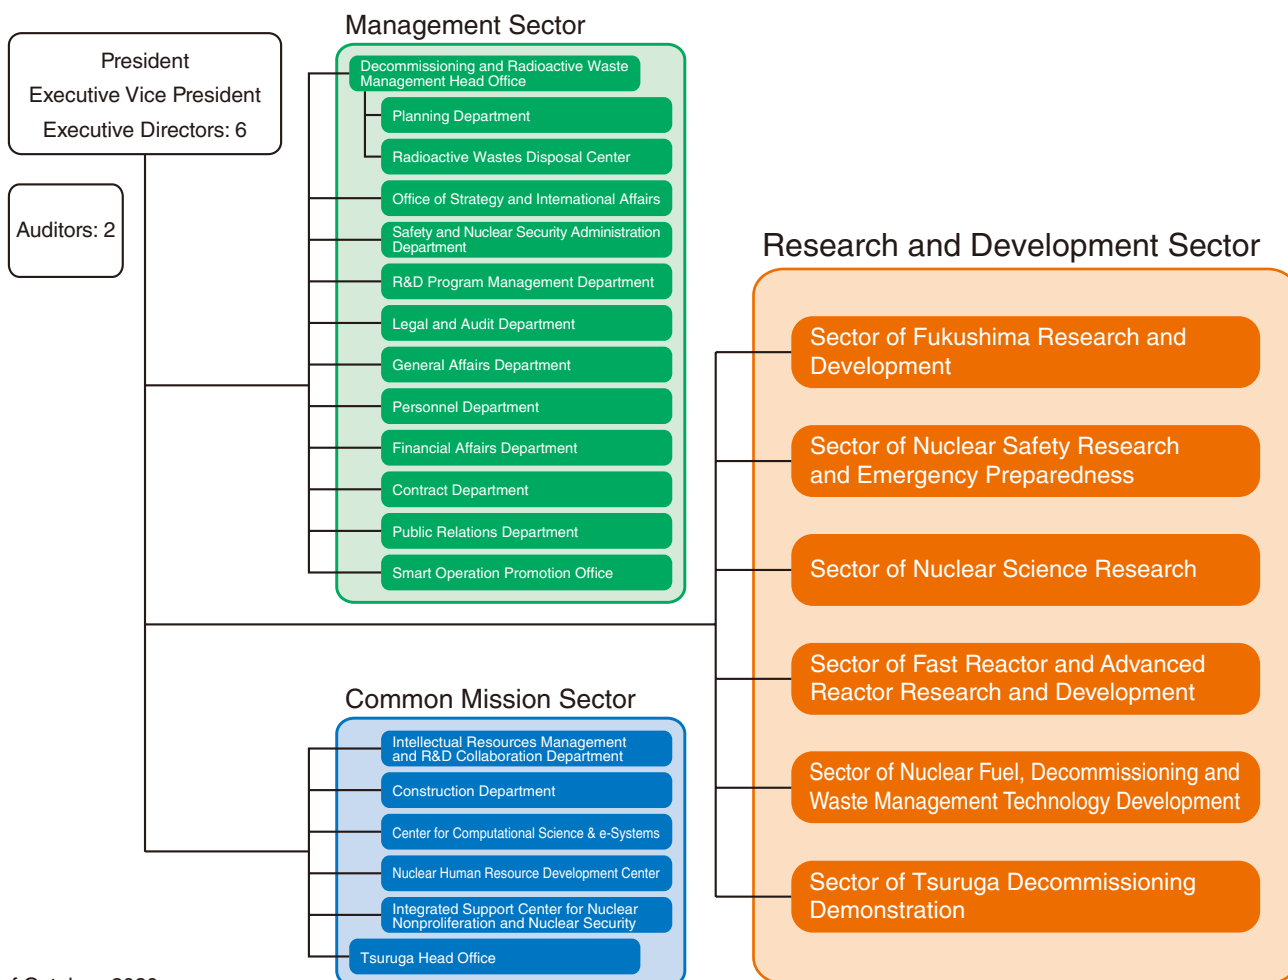 President
Executive Vice President
Executive Directors: 6
Auditors: 2
Management Sector
Decommissioning and Radioactive Waste
Management Head Office
Planning Department
Radioactive Wastes Disposal Center
Office of Strategy and International Affairs
Safety and Nuclear Security Administration
Department
R&D Program Management Department
Legal and Audit Department
General Affairs Department
Personnel Department
Financial Affairs Department
Contract Department
Public Relations Department
Smart Operation Promotion Office
Common Mission Sector
Intellectual Resources Management
and R&D Collaboration Department
Construction Department
Center for Computational Science & e-Systems
Nuclear Human Resource Development Center
Integrated Support Center for Nuclear
Nonproliferation and Nuclear Security
Tsuruga Head Office
Research and Development Sector
Sector of Fukushima Research and
Development
Sector of Nuclear Safety Research
and Emergency Preparedness
Sector of Nuclear Science Research
Sector of Fast Reactor and Advanced
Reactor Research and Development
Sector of Nuclear Fuel, Decommissioning and
Waste Management Technology Development
Sector of Tsuruga Decommissioning
Demonstration